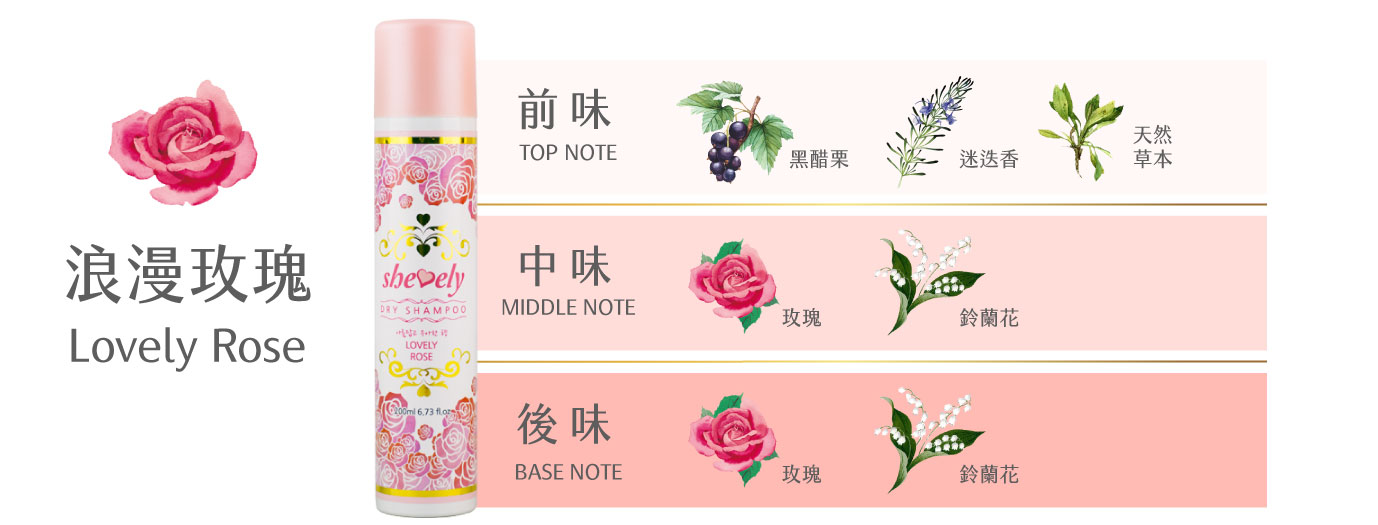 浪漫玫瑰
Lovely Rose
shevely
DRY SHAMPOO
LOVELY
ROSE
200ml 6.73 fl.oz
前味
TOP NOTE
黑醋栗
迷迭香
天然
草本
中味
MIDDLE NOTE
玫瑰
鈴蘭花
後味
BASE NOTE
玫瑰
鈴蘭花